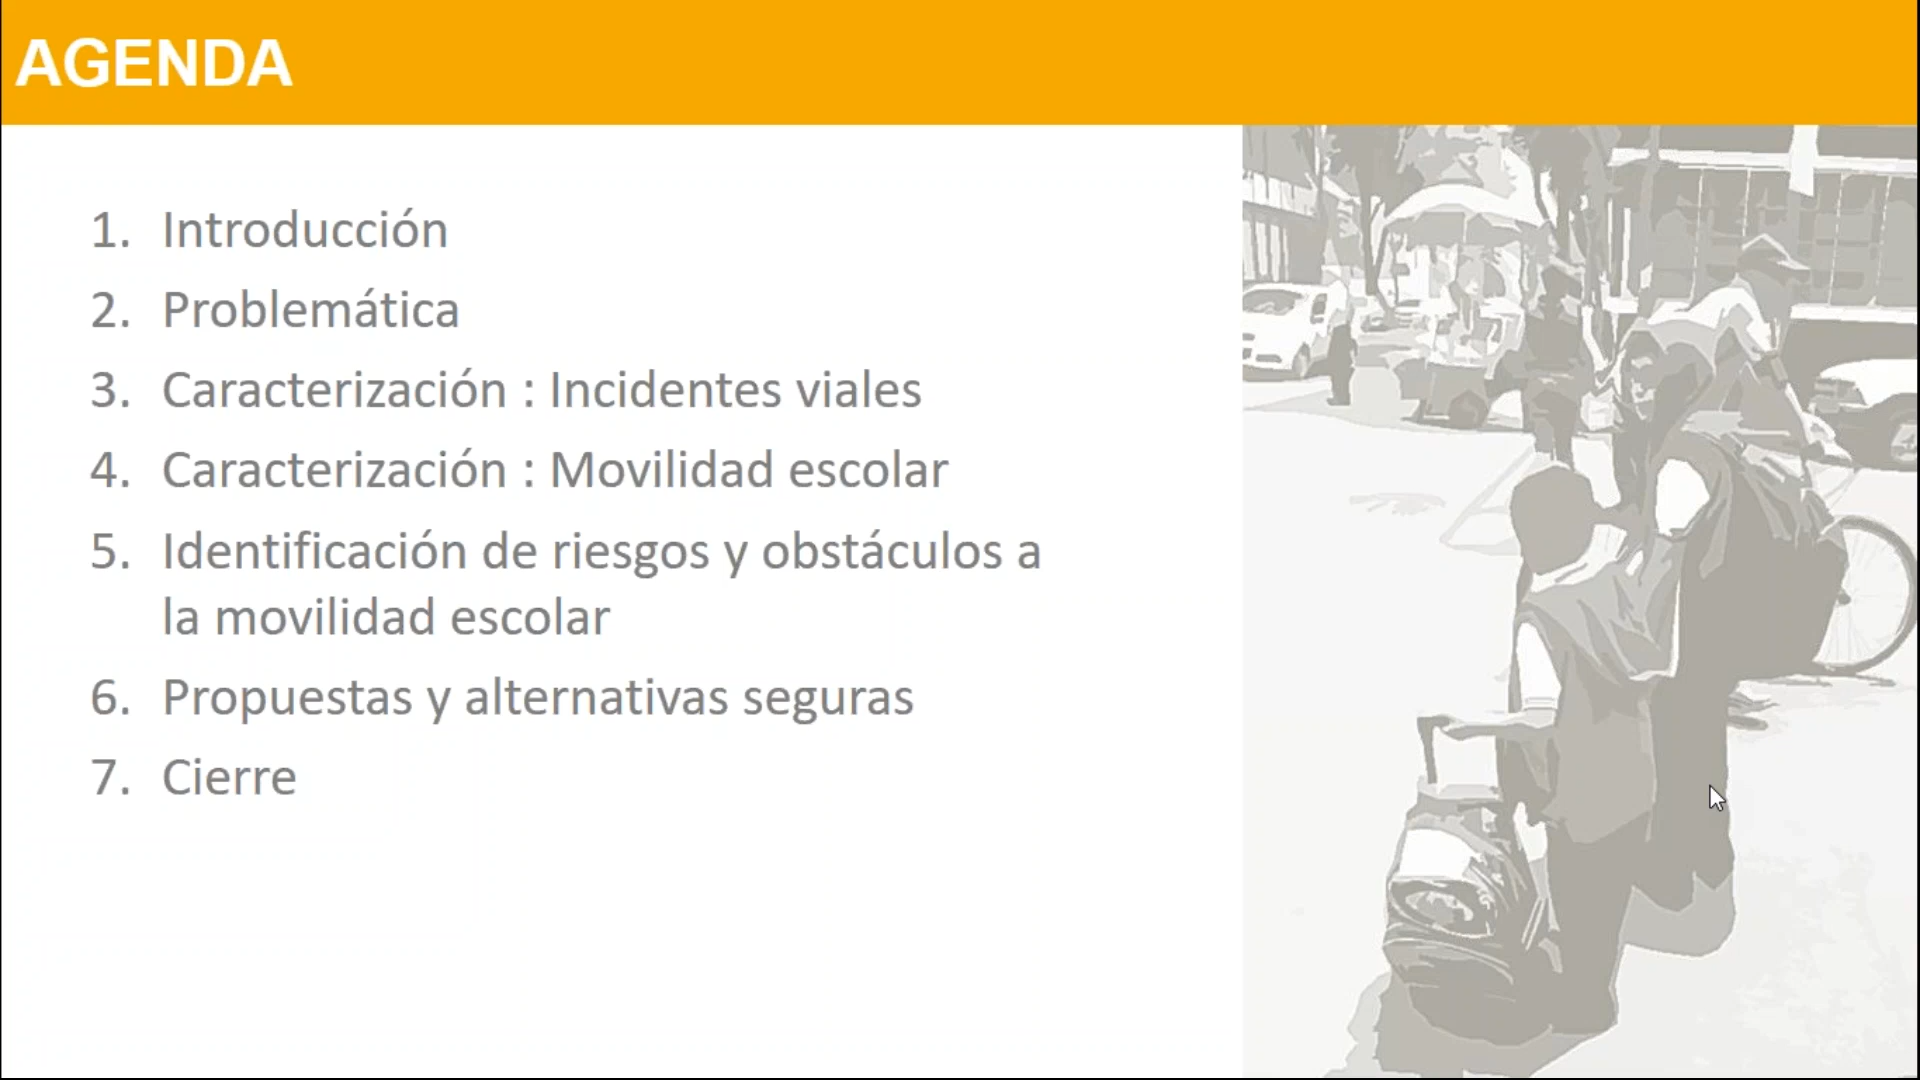 AGENDA
1. Introducción
2. Problemática
3. Caracterización : Incidentes viales
4. Caracterización : Movilidad escolar
5. Identificación de riesgos y obstáculos a
la movilidad escolar
6. Propuestas y alternativas seguras
7. Cierre